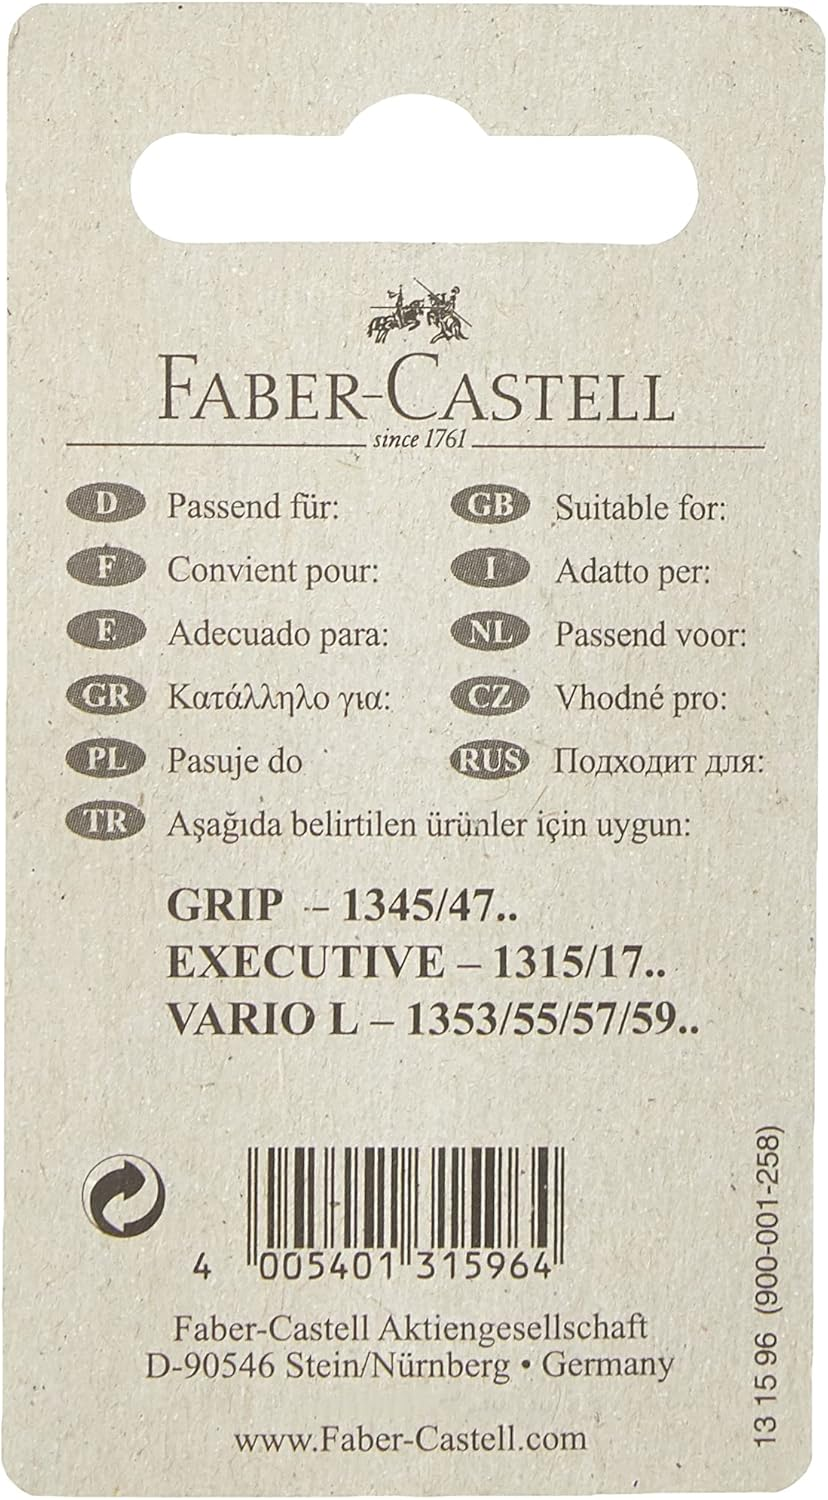 FABER-CASTELL
since 1761
D Passend für:
GB Suitable for:
F Convient pour:
I Adatto per:
E Adecuado para:
NL Passend voor:
GR Κατάλληλο για:
CZ Vhodné pro:
PL Pasuje do
RUS Подходит для:
TR Aşağıda belirtilen ürünler için uygun:
GRIP – 1345/47..
EXECUTIVE – 1315/17..
VARIO L – 1353/55/57/59..
4 005401 315964
Faber-Castell Aktiengesellschaft
D-90546 Stein/Nürnberg • Germany
www.Faber-Castell.com
13 15 96 (900-001-258)